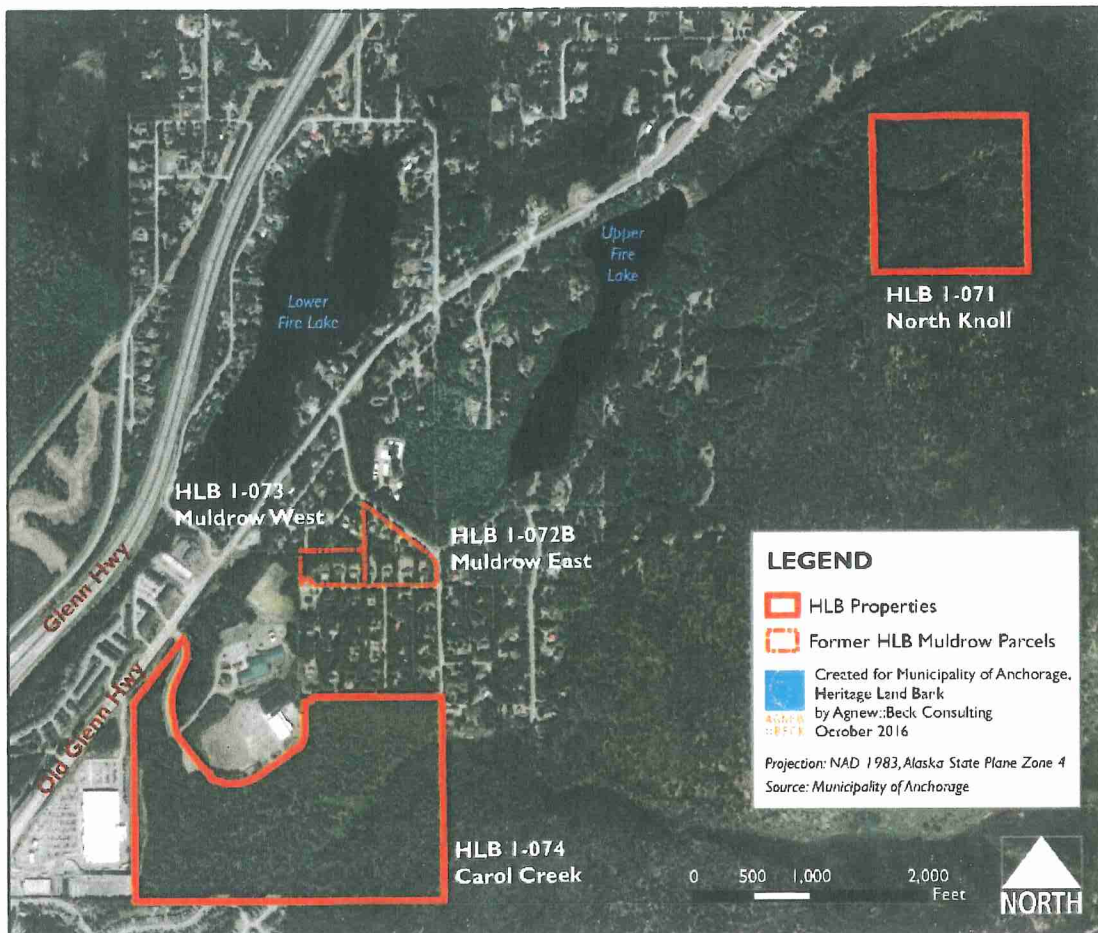 Upper
Fire
Lake
Lower
Fire Lake
HLB 1-071
North Knoll
HLB 1-073
Muldrow West
HLB 1-072B
Muldrow East
Glenn Hwy
Old Glenn Hwy
HLB 1-074
Carol Creek
LEGEND
HLB Properties
Former HLB Muldrow Parcels
Created for Municipality of Anchorage,
Heritage Land Bank
by Agnew::Beck Consulting
October 2016
AGNEW
::BECK
Projection: NAD 1983, Alaska State Plane Zone 4
Source: Municipality of Anchorage
0 500 1,000 2,000
Feet
NORTH